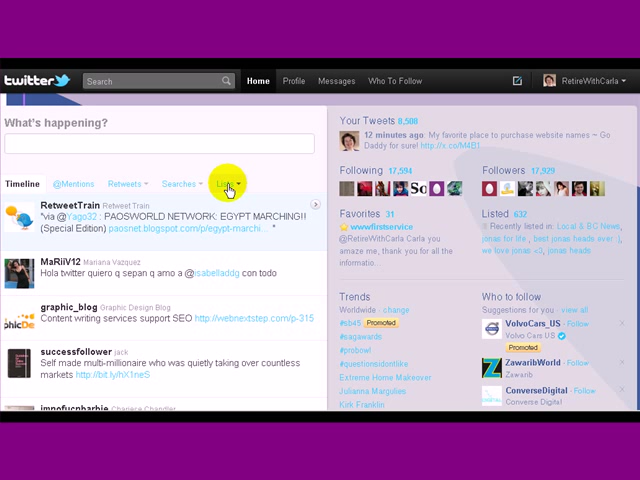 twitter
Search
Home
Profile
Messages
Who To Follow
RetireWithCarla
What's happening?
Timeline
@Mentions
Retweets
Searches
Lists
RetweetTrain Retweet Train
"via @Yago32 : PAOSWORLD NETWORK: EGYPT MARCHING!!
(Special Edition) paosnet.blogspot.com/p/egypt-marchi... "
MaRiiV12 Mariana Vazquez
Hola twitter quiero q sepan q amo a @isabelladdg con todo
graphic_blog Graphic Design Blog
Content writing services support SEO http://webnextstep.com/p-315
successfollower jack
Self made multi-millionaire who was quietly taking over countless
markets http://bit.ly/hX1neS
impofucnbarbie Chariece Chandler
Your Tweets 8,508
12 minutes ago: My favorite place to purchase website names ~ Go
Daddy for sure! http://x.co/M4B1
Following 17,594
Followers 17,929
Favorites 31
wwwfirstservice
@RetireWithCarla Carla you
amaze me, thank you for all the
informatio...
Listed 632
Recently listed in: Local & BC News,
jonas for life , best jonas heads ever :),
we love jonas <3, jonas heads
Trends
Worldwide · change
#sb45 Promoted
#eagawards
#probowl
#questionsidontlike
Extreme Home Makeover
Julianna Margulies
Kirk Franklin
Who to follow
Suggestions for you · view all
VolvoCars_US · Follow
Volvo Cars US
Promoted
ZawaribWorld · Follow
Zawarib
ConverseDigital · Follow
Converse Digital